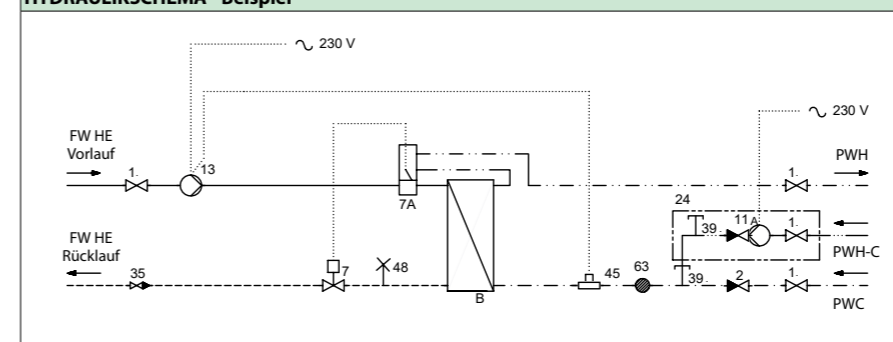 HYDRAULIKSCHEMA - Beispiel
230 V
230 V
FW HE
Vorlauf
1.
13
7A
1.
PWH
24
39.
11
A
1.
PWH-C
FW HE
Rücklauf
35
7
48
B
45
63
39.
2
1.
PWC